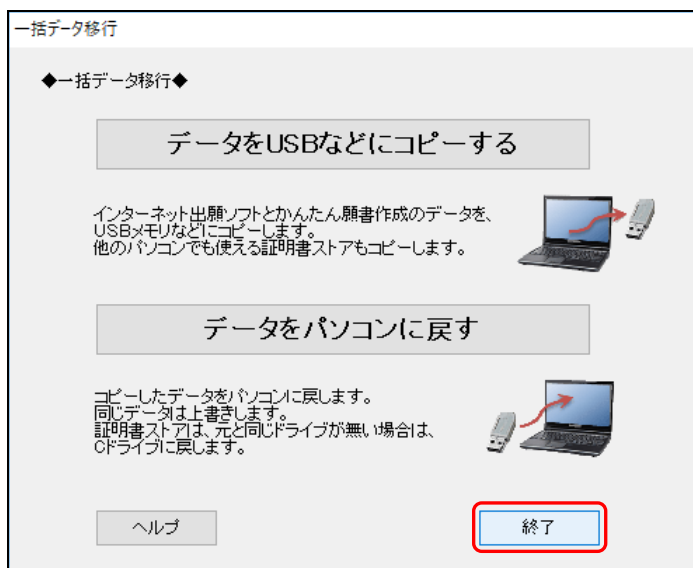 一括データ移行
◆一括データ移行◆
データをUSBなどにコピーする
インターネット出願ソフトとかんたん願書作成のデータを、
USBメモリなどにコピーします。
他のパソコンでも使える証明書ストアもコピーします。
データをパソコンに戻す
コピーしたデータをパソコンに戻します。
同じデータは上書きします。
証明書ストアは、元と同じドライブが無い場合は、
Cドライブに戻します。
ヘルプ
終了